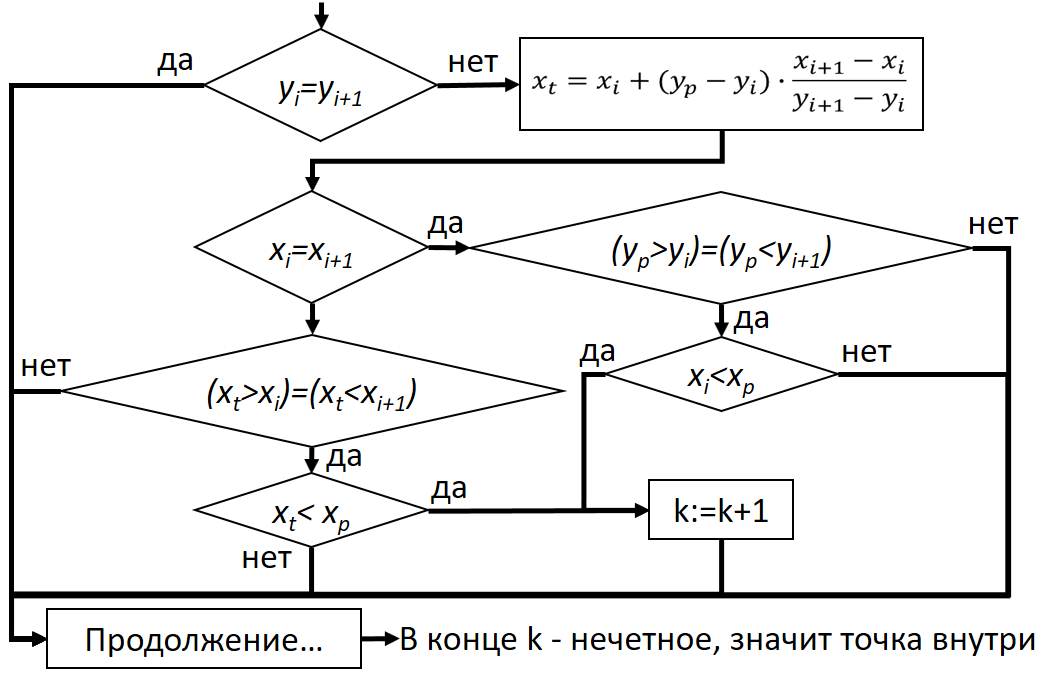 да
нет
yᵢ=yᵢ₊₁
xₜ = xᵢ + (yₚ − yᵢ) · (xᵢ₊₁ − xᵢ)/(yᵢ₊₁ − yᵢ)
xᵢ=xᵢ₊₁
да
(yₚ>yᵢ)=(yₚ<yᵢ₊₁)
нет
да
нет
(xₜ>xᵢ)=(xₜ<xᵢ₊₁)
да
xᵢ<xₚ
нет
да
xₜ< xₚ
да
k:=k+1
нет
Продолжение...
В конце k - нечетное, значит точка внутри